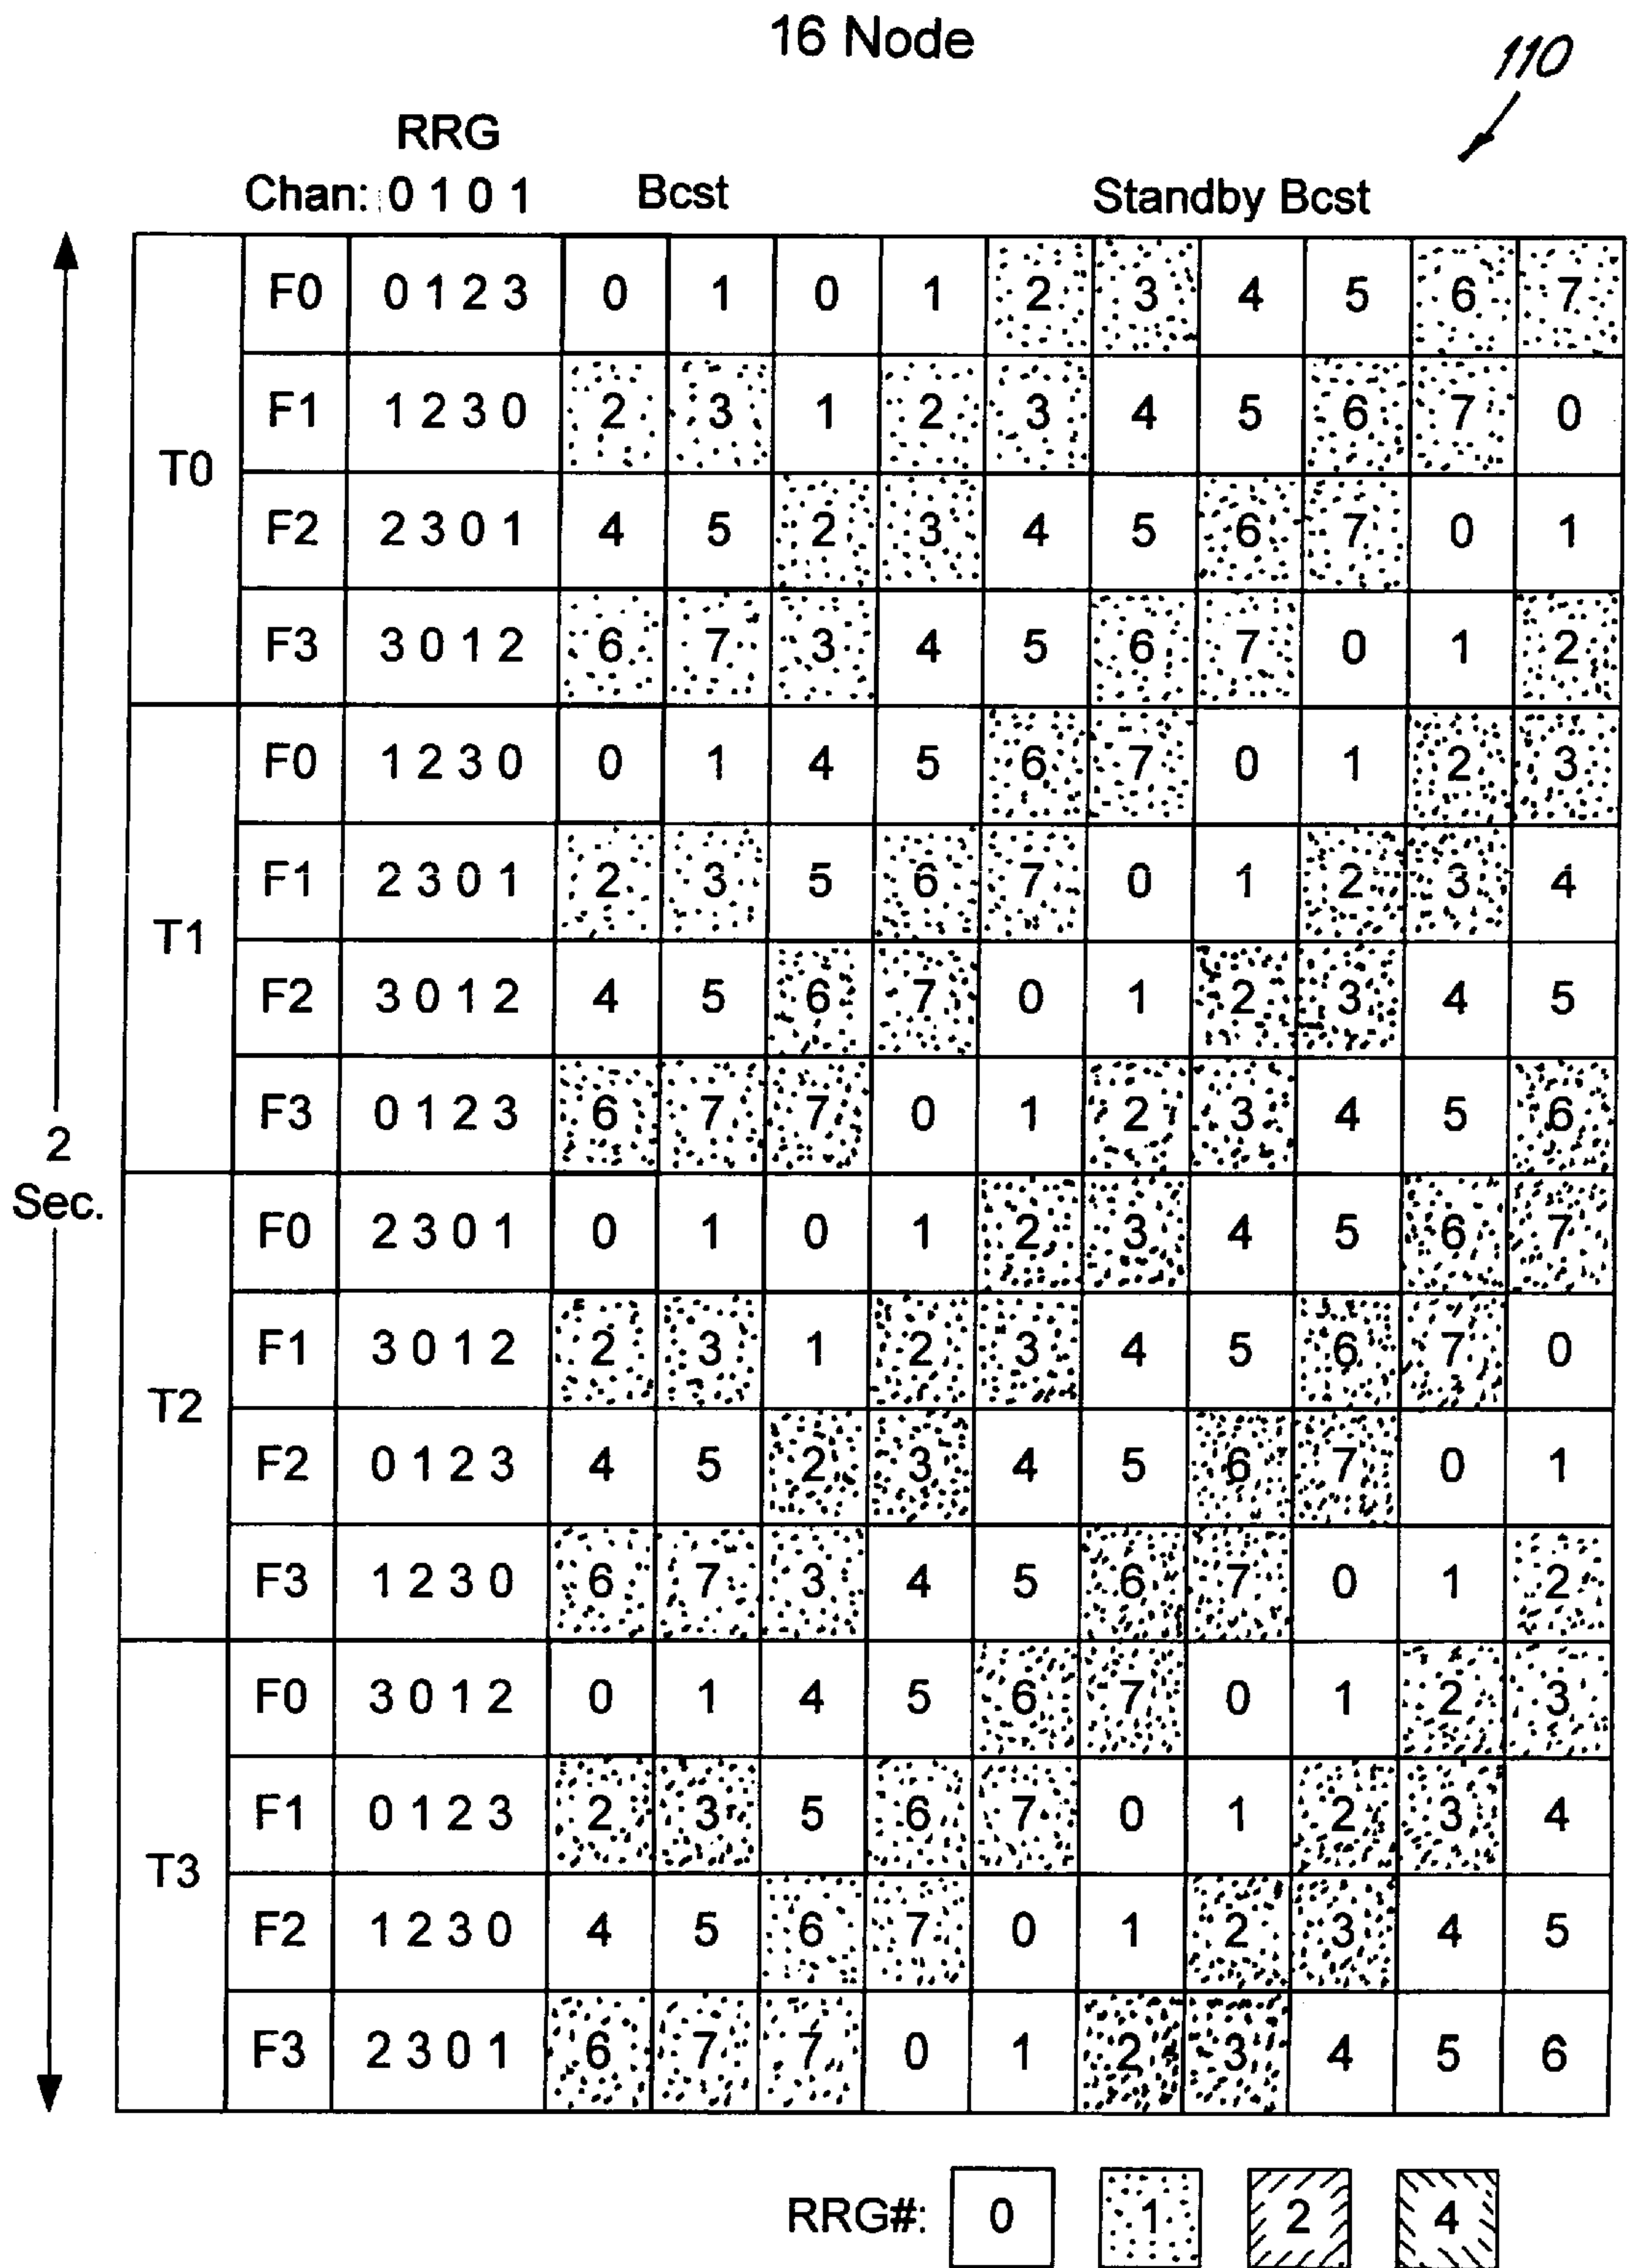 16 Node
110
RRG
Chan: 0 1 0 1 Bcst Standby Bcst
T0
F0 0 1 2 3 0 1 0 1 2 3 4 5 6 7
F1 1 2 3 0 2 3 1 2 3 4 5 6 7 0
F2 2 3 0 1 4 5 2 3 4 5 6 7 0 1
F3 3 0 1 2 6 7 3 4 5 6 7 0 1 2
T1
F0 1 2 3 0 0 1 4 5 6 7 0 1 2 3
F1 2 3 0 1 2 3 5 6 7 0 1 2 3 4
F2 3 0 1 2 4 5 6 7 0 1 2 3 4 5
F3 0 1 2 3 6 7 7 0 1 2 3 4 5 6
2
Sec.
T2
F0 2 3 0 1 0 1 0 1 2 3 4 5 6 7
F1 3 0 1 2 2 3 1 2 3 4 5 6 7 0
F2 0 1 2 3 4 5 2 3 4 5 6 7 0 1
F3 1 2 3 0 6 7 3 4 5 6 7 0 1 2
T3
F0 3 0 1 2 0 1 4 5 6 7 0 1 2 3
F1 0 1 2 3 2 3 5 6 7 0 1 2 3 4
F2 1 2 3 0 4 5 6 7 0 1 2 3 4 5
F3 2 3 0 1 6 7 7 0 1 2 3 4 5 6
RRG#: 0 1 2 4